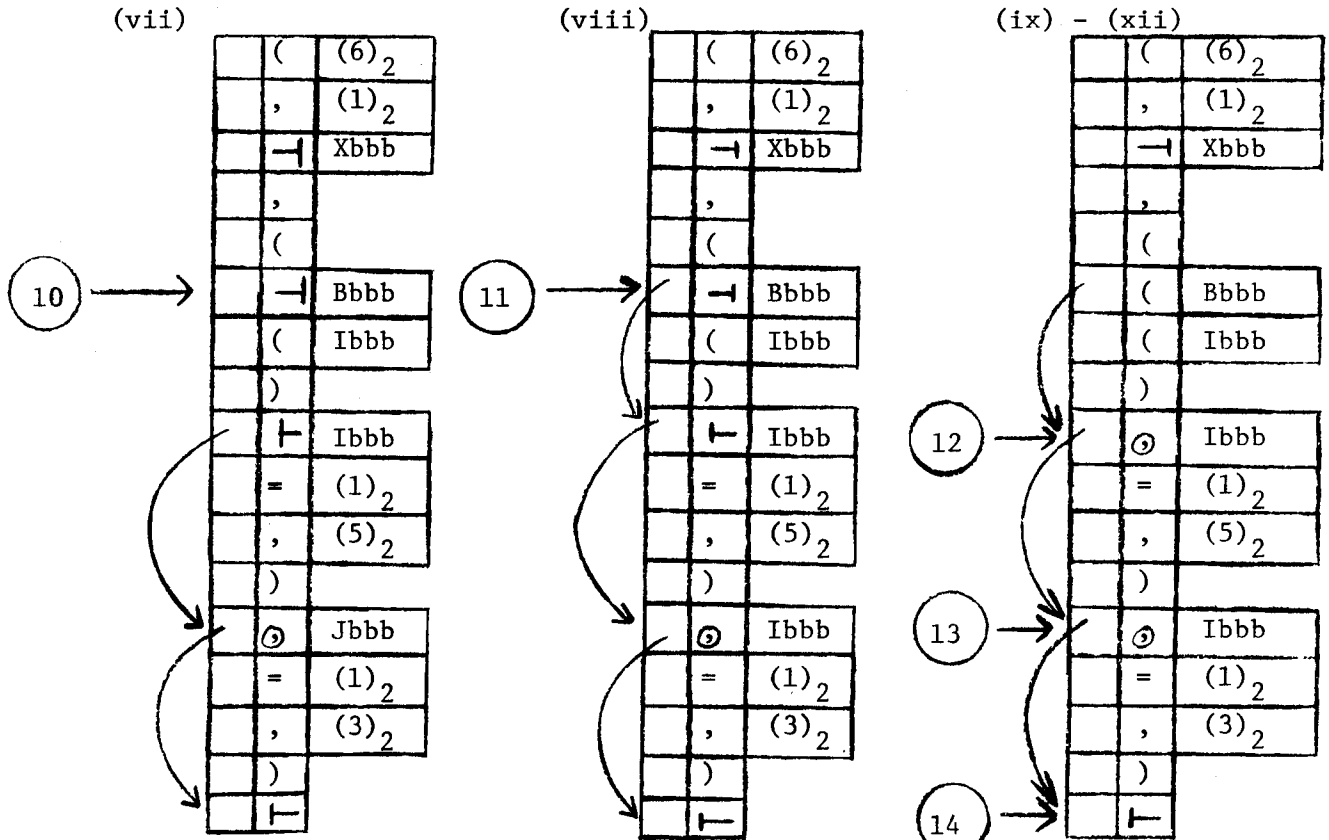 (vii)
( (6)2
, (1)2
⊣ Xbbb
,
(
10 ⊣ Bbbb
( Ibbb
)
⊢ Ibbb
= (1)2
, (5)2
)
, Jbbb
= (1)2
, (3)2
)
⊢
(viii)
( (6)2
, (1)2
⊣ Xbbb
,
(
11 ⊣ Bbbb
( Ibbb
)
⊢ Ibbb
= (1)2
, (5)2
)
, Ibbb
= (1)2
, (3)2
)
⊢
(ix) - (xii)
( (6)2
, (1)2
⊣ Xbbb
,
(
( Bbbb
( Ibbb
)
12 , Ibbb
= (1)2
, (5)2
)
13 , Ibbb
= (1)2
, (3)2
)
14 ⊢